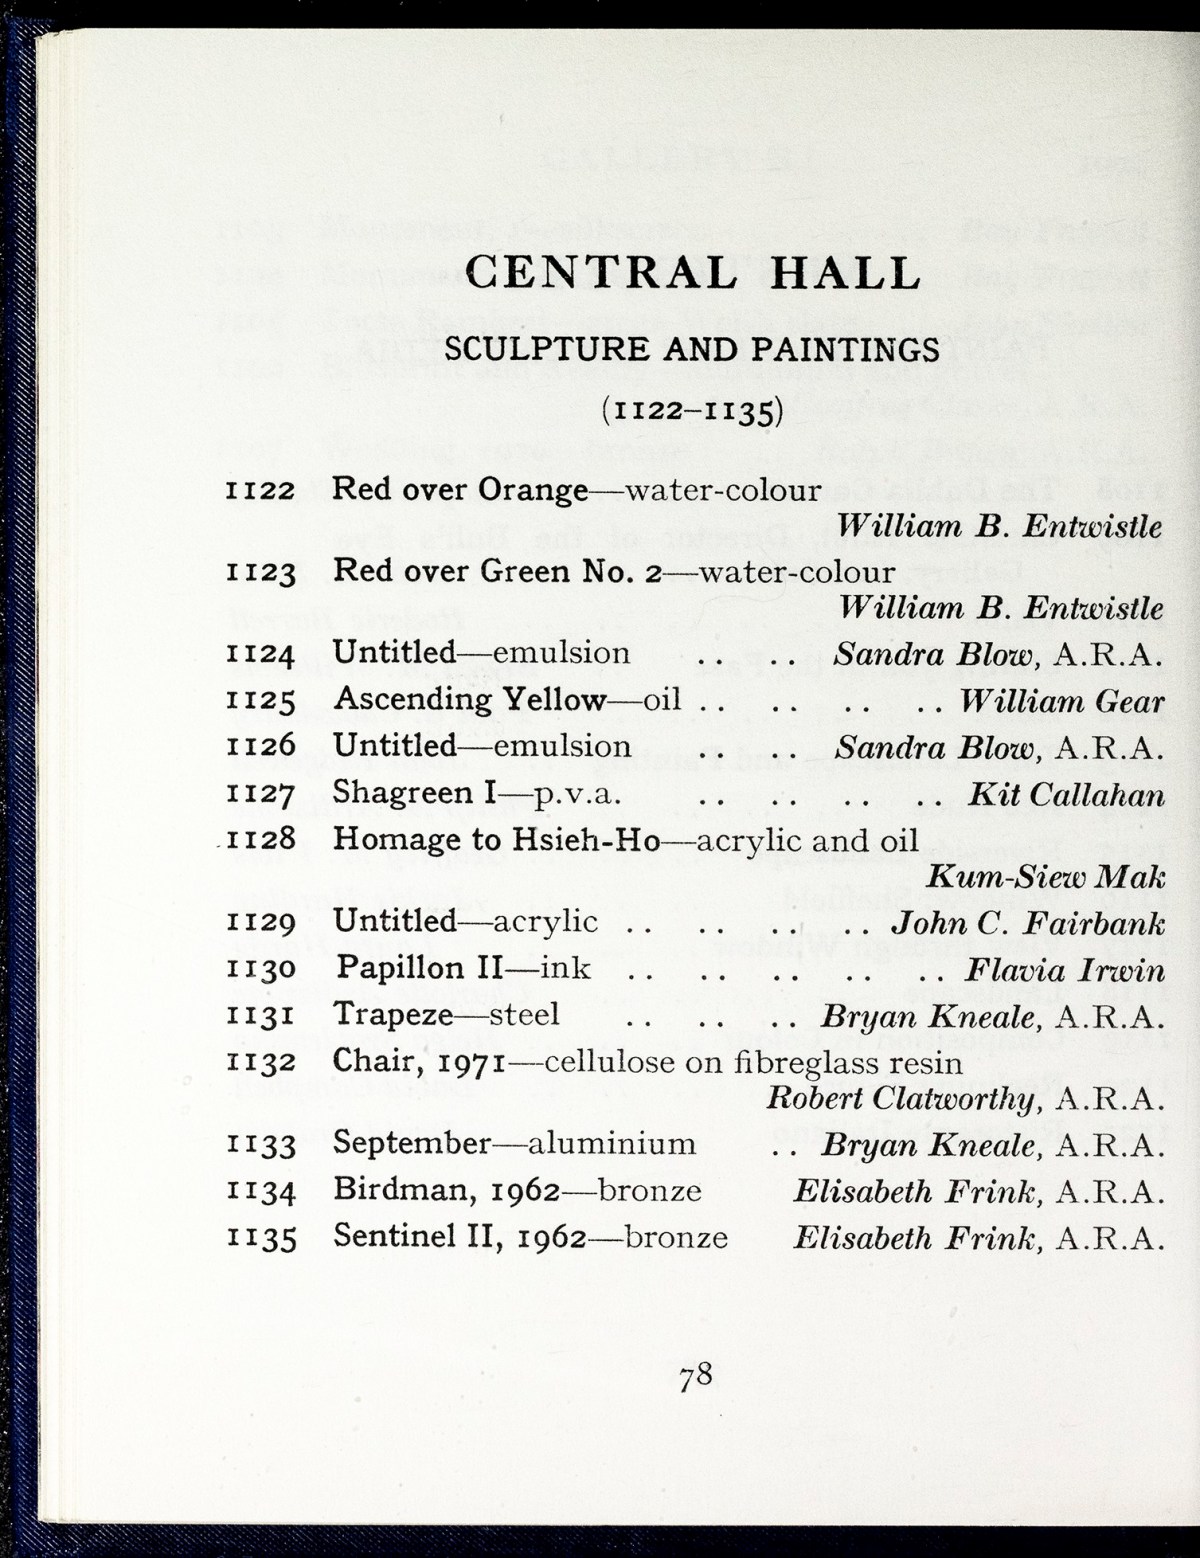 CENTRAL HALL
SCULPTURE AND PAINTINGS
(1122–1135)
1122 Red over Orange—water-colour
William B. Entwistle
1123 Red over Green No. 2—water-colour
William B. Entwistle
1124 Untitled—emulsion .. .. Sandra Blow, A.R.A.
1125 Ascending Yellow—oil .. .. .. .. William Gear
1126 Untitled—emulsion .. .. Sandra Blow, A.R.A.
1127 Shagreen I—p.v.a. .. .. .. .. Kit Callahan
1128 Homage to Hsieh-Ho—acrylic and oil
Kum-Siew Mak
1129 Untitled—acrylic .. .. .. .. John C. Fairbank
1130 Papillon II—ink .. .. .. .. .. Flavia Irwin
1131 Trapeze—steel .. .. .. Bryan Kneale, A.R.A.
1132 Chair, 1971—cellulose on fibreglass resin
Robert Clatworthy, A.R.A.
1133 September—aluminium .. Bryan Kneale, A.R.A.
1134 Birdman, 1962—bronze Elisabeth Frink, A.R.A.
1135 Sentinel II, 1962—bronze Elisabeth Frink, A.R.A.
78